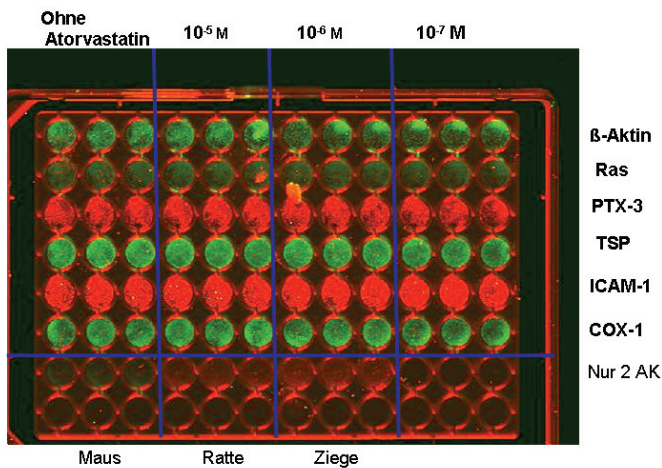 Ohne
Atorvastatin
10-5 M
10-6 M
10-7 M
ß-Aktin
Ras
PTX-3
TSP
ICAM-1
COX-1
Nur 2 AK
Maus
Ratte
Ziege